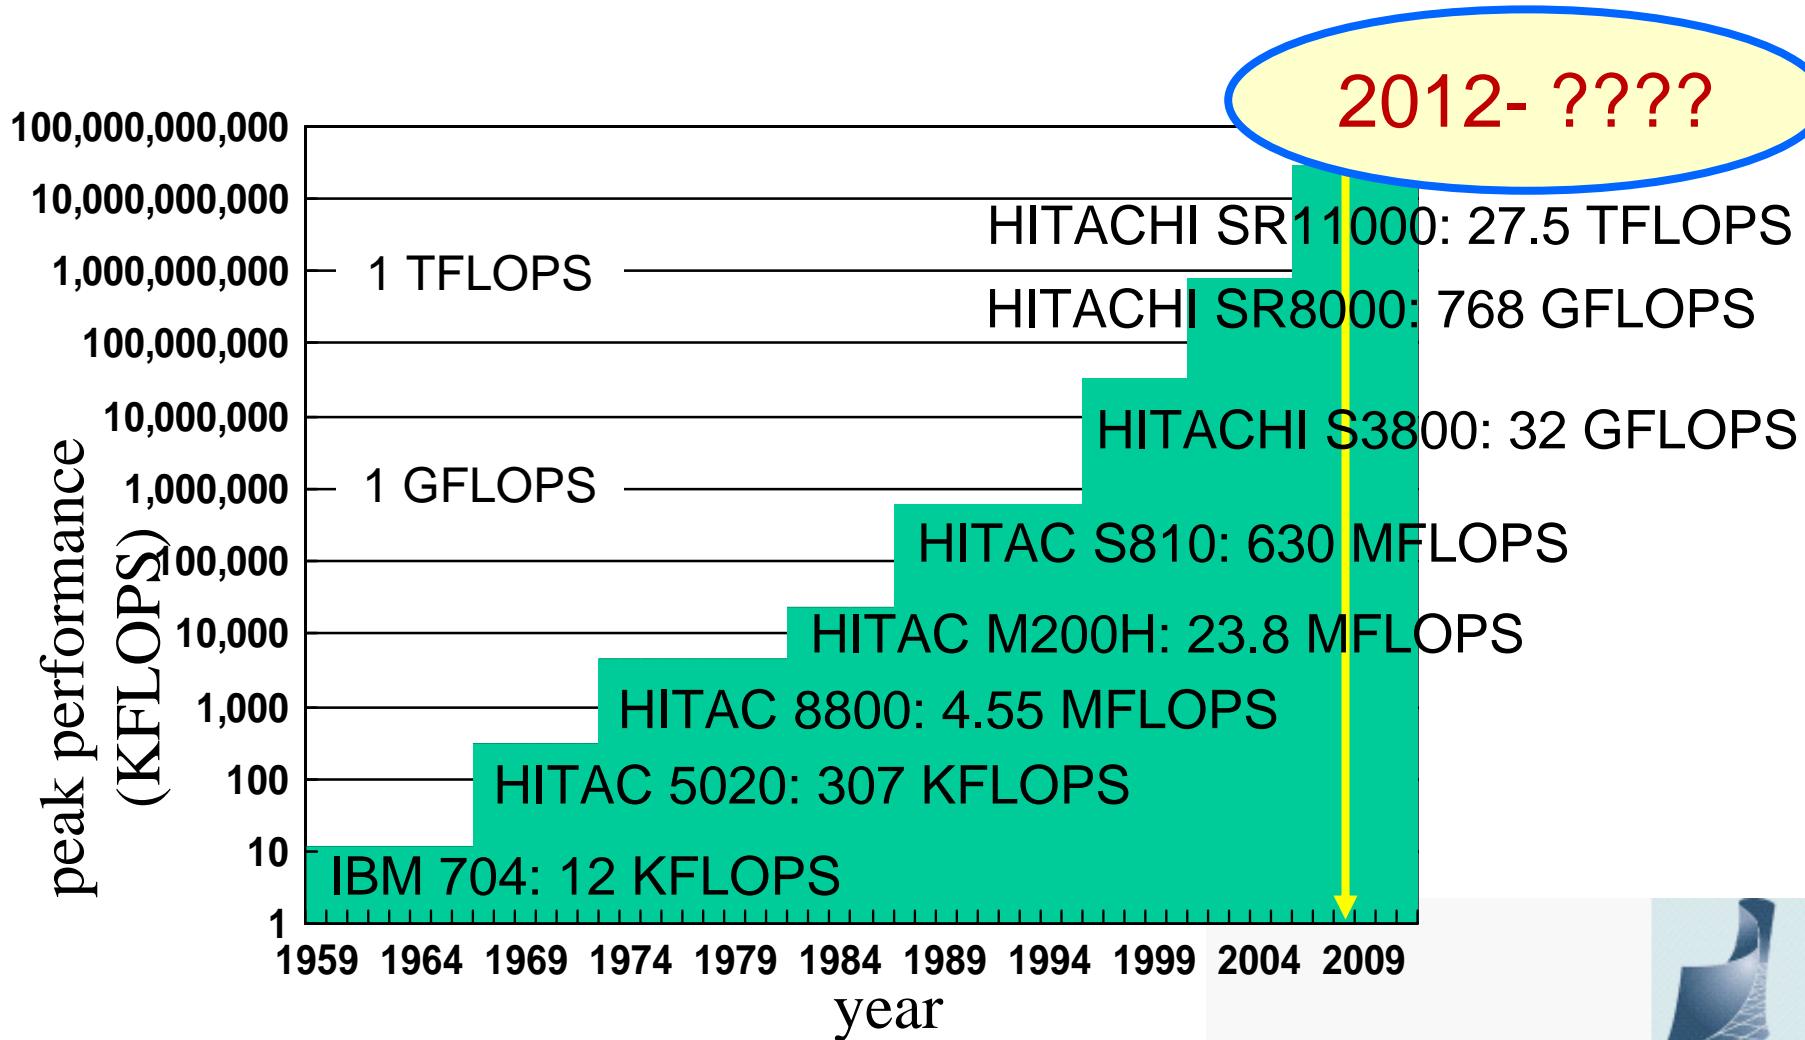 2012- ????
100,000,000,000
10,000,000,000
HITACHI SR11000: 27.5 TFLOPS
1,000,000,000
1 TFLOPS
HITACHI SR8000: 768 GFLOPS
100,000,000
10,000,000
HITACHI S3800: 32 GFLOPS
1,000,000
1 GFLOPS
HITAC S810: 630 MFLOPS
100,000
10,000
HITAC M200H: 23.8 MFLOPS
1,000
HITAC 8800: 4.55 MFLOPS
100
HITAC 5020: 307 KFLOPS
10
IBM 704: 12 KFLOPS
1
peak performance
(KFLOPS)
1959 1964 1969 1974 1979 1984 1989 1994 1999 2004 2009
year